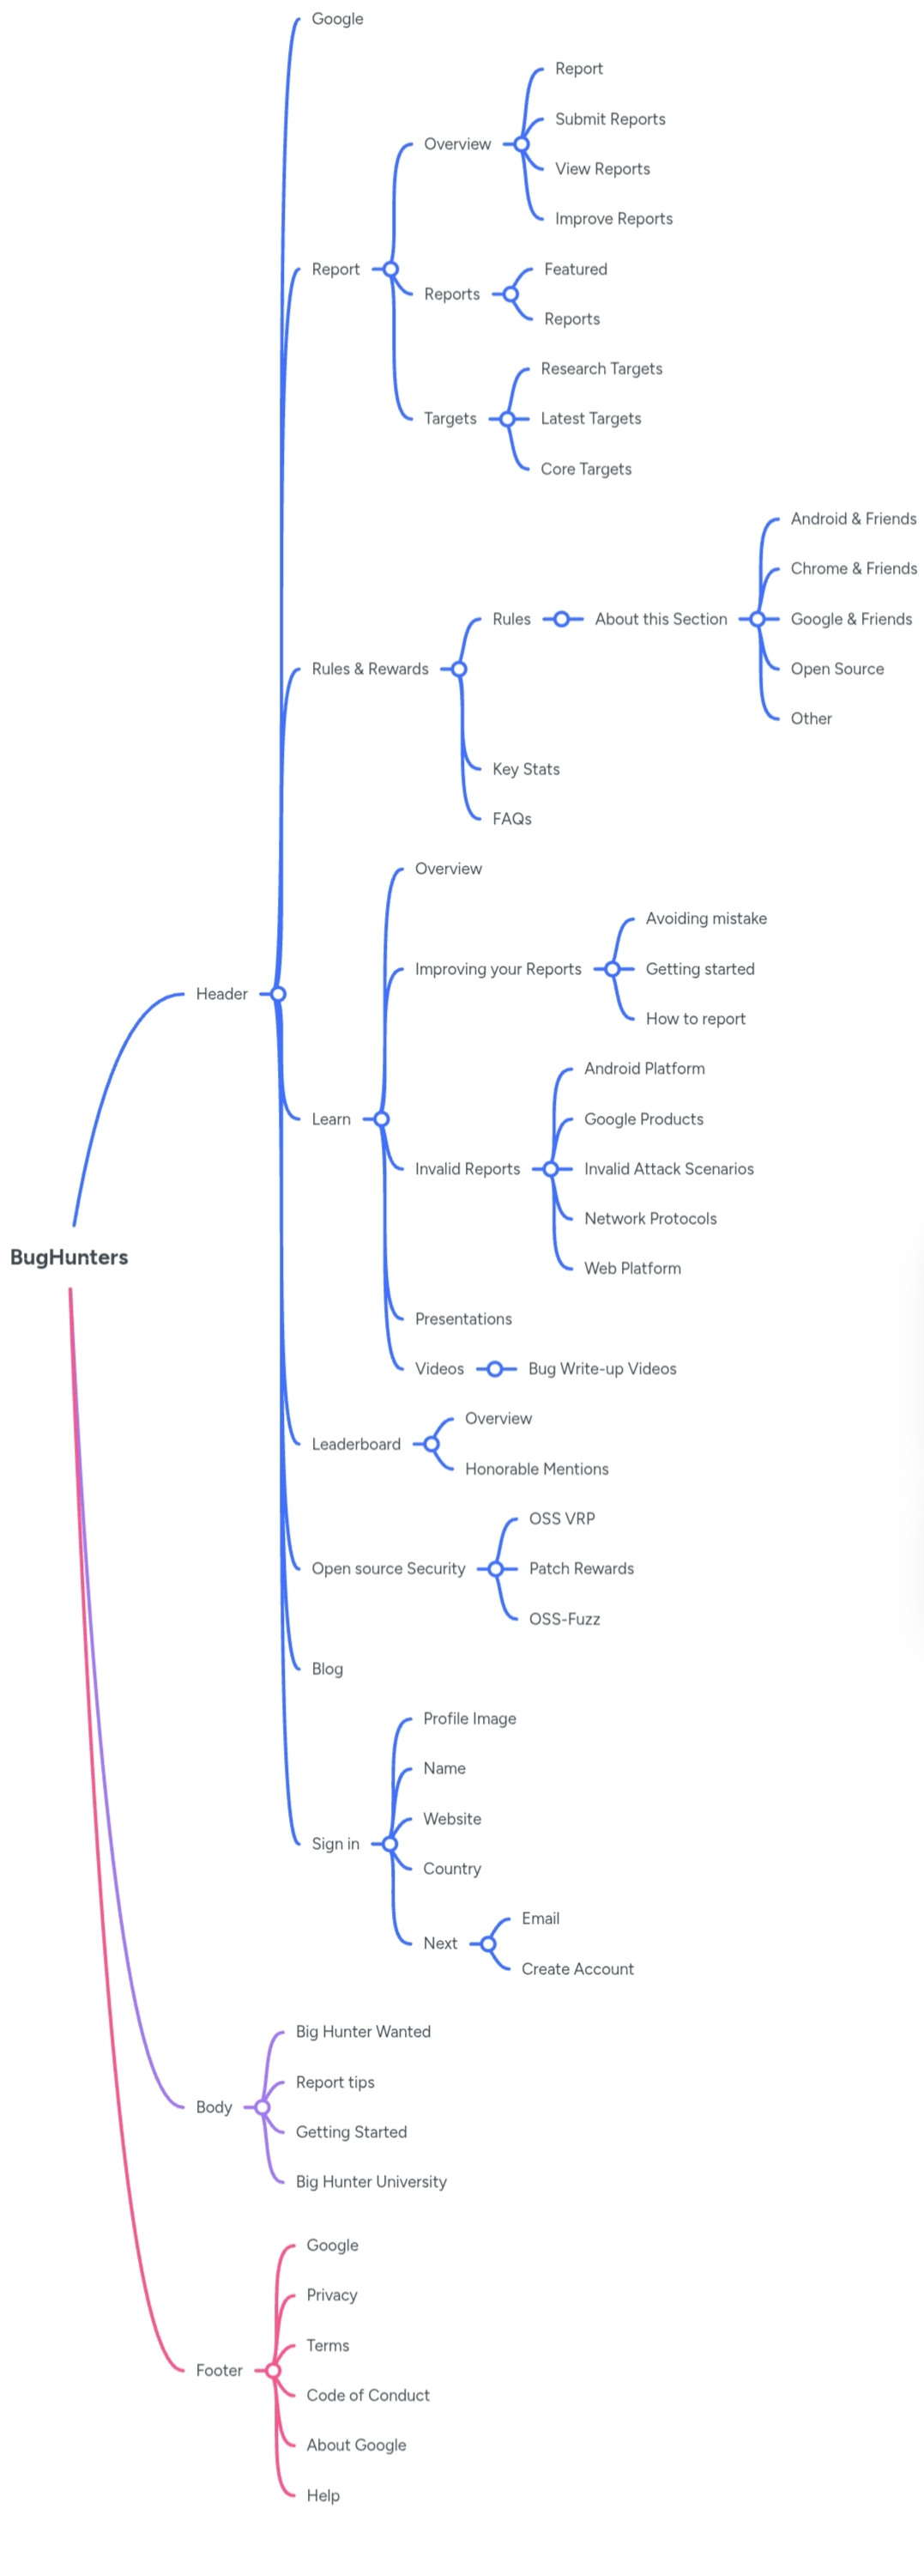 Google
Report
Submit Reports
Overview
View Reports
Improve Reports
Report
Featured
Reports
Reports
Research Targets
Targets
Latest Targets
Core Targets
Android & Friends
Chrome & Friends
Rules
About this Section
Google & Friends
Rules & Rewards
Open Source
Other
Key Stats
FAQs
Overview
Avoiding mistake
Improving your Reports
Getting started
Header
How to report
Android Platform
Learn
Google Products
Invalid Reports
Invalid Attack Scenarios
Network Protocols
BugHunters
Web Platform
Presentations
Videos
Bug Write-up Videos
Overview
Leaderboard
Honorable Mentions
OSS VRP
Open source Security
Patch Rewards
OSS-Fuzz
Blog
Profile Image
Name
Website
Sign in
Country
Email
Next
Create Account
Big Hunter Wanted
Report tips
Body
Getting Started
Big Hunter University
Google
Privacy
Terms
Footer
Code of Conduct
About Google
Help